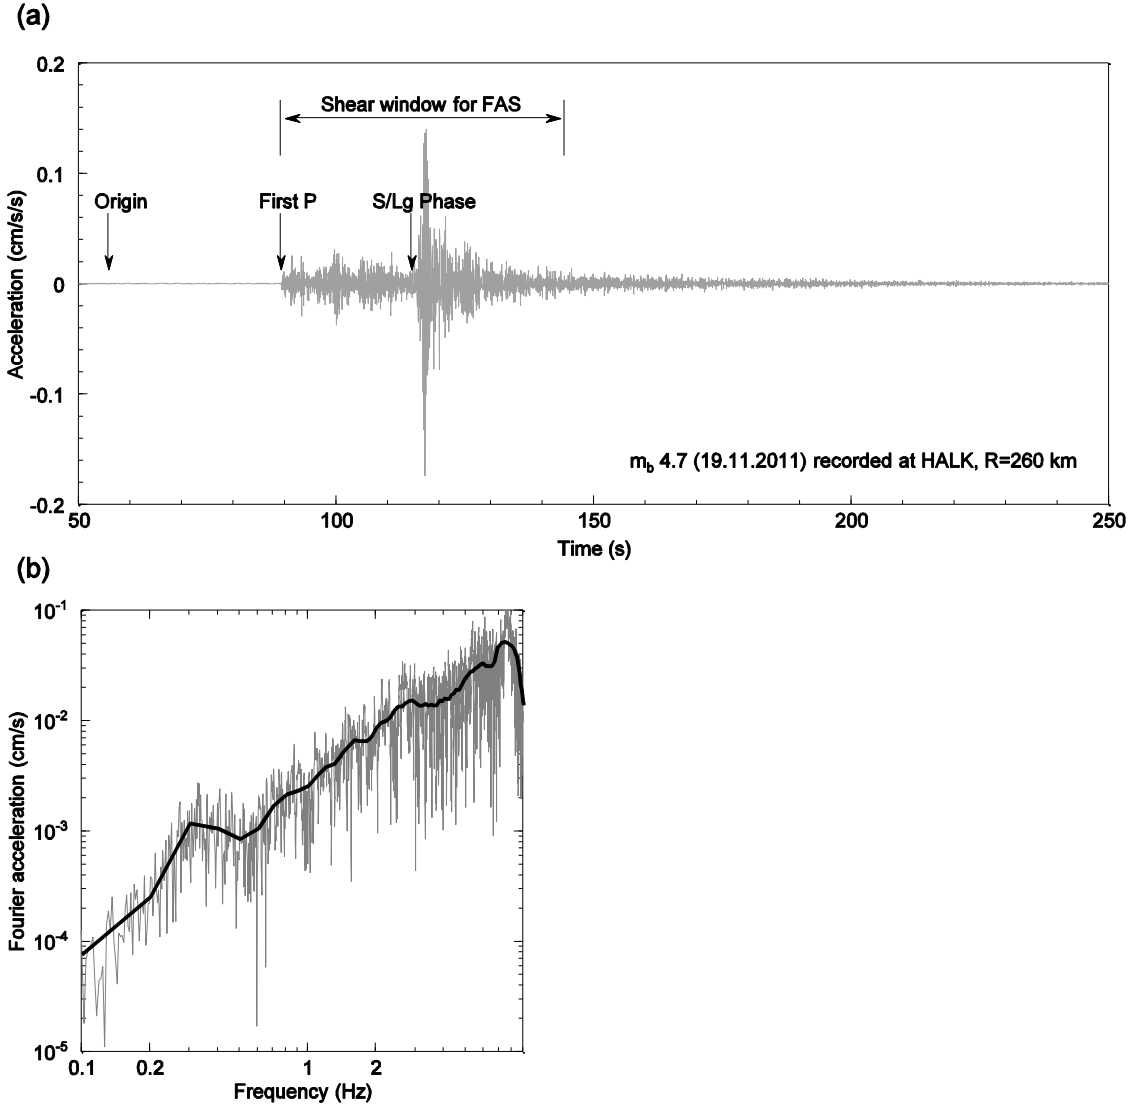 (a)
0.2
Shear window for FAS
0.1
Origin
First P
S/Lg Phase
0
-0.1
Acceleration (cm/s/s)
m_b 4.7 (19.11.2011) recorded at HALK, R=260 km
-0.2
50
100
150
200
250
Time (s)
(b)
10^-1
10^-2
10^-3
10^-4
10^-5
Fourier acceleration (cm/s)
0.1
0.2
1
2
Frequency (Hz)